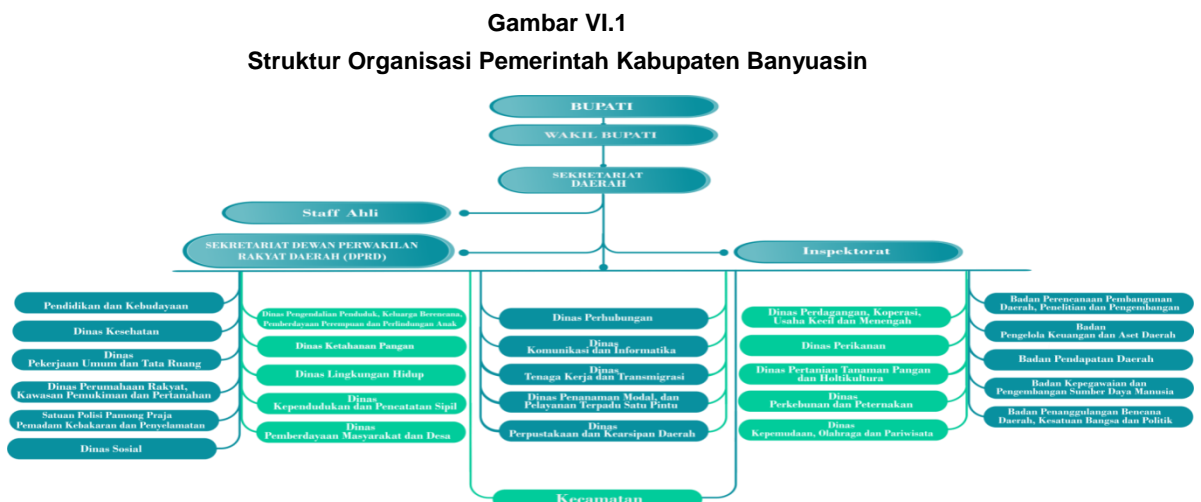 Gambar VI.1
Struktur Organisasi Pemerintah Kabupaten Banyuasin
BUPATI
WAKIL BUPATI
SEKRETARIAT
DAERAH
Staff Ahli
SEKRETARIAT DEWAN PERWAKILAN
RAKYAT DAERAH (DPRD)
Inspektorat
Pendidikan dan Kebudayaan
Dinas Kesehatan
Dinas
Pekerjaan Umum dan Tata Ruang
Dinas Perumahaan Rakyat,
Kawasan Pemukiman dan Pertanahan
Satuan Polisi Pamong Praja
Pemadam Kebakaran dan Penyelamatan
Dinas Sosial
Dinas Pengendalian Penduduk, Keluarga Berencana,
Pemberdayaan Perempuan dan Perlindungan Anak
Dinas Ketahanan Pangan
Dinas Lingkungan Hidup
Dinas
Kependudukan dan Pencatatan Sipil
Dinas
Pemberdayaan Masyarakat dan Desa
Dinas Perhubungan
Dinas
Komunikasi dan Informatika
Dinas
Tenaga Kerja dan Transmigrasi
Dinas Penanaman Modal, dan
Pelayanan Terpadu Satu Pintu
Dinas
Perpustakaan dan Kearsipan Daerah
Dinas Perdagangan, Koperasi,
Usaha Kecil dan Menengah
Dinas Perikanan
Dinas Pertanian Tanaman Pangan
dan Holtikultura
Dinas
Perkebunan dan Peternakan
Dinas
Kepemudaan, Olahraga dan Pariwisata
Badan Perencanaan Pembangunan
Daerah, Penelitian dan Pengembangan
Badan
Pengelola Keuangan dan Aset Daerah
Badan Pendapatan Daerah
Badan Kepegawaian dan
Pengembangan Sumber Daya Manusia
Badan Penanggulangan Bencana
Daerah, Kesatuan Bangsa dan Politik
Kecamatan